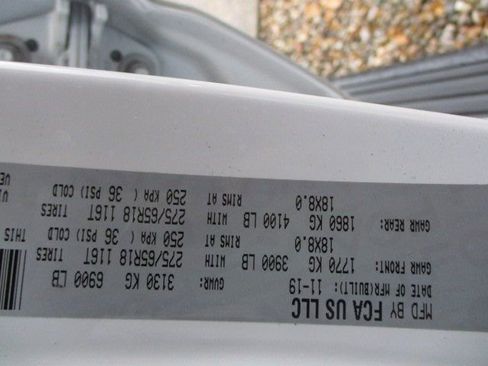 MFD BY FCA US LLC
DATE OF MFR(BUILT): 11-19 GVWR: 3130 KG 6900 LB
GAWR FRONT: 1770 KG 3900 LB WITH 275/65R18 116T TIRES
18X8.0 RIMS AT 250 KPA ( 36 PSI) COLD THIS
GAWR REAR: 1860 KG 4100 LB WITH 275/65R18 116T TIRES
18X8.0 RIMS AT 250 KPA ( 36 PSI) COLD